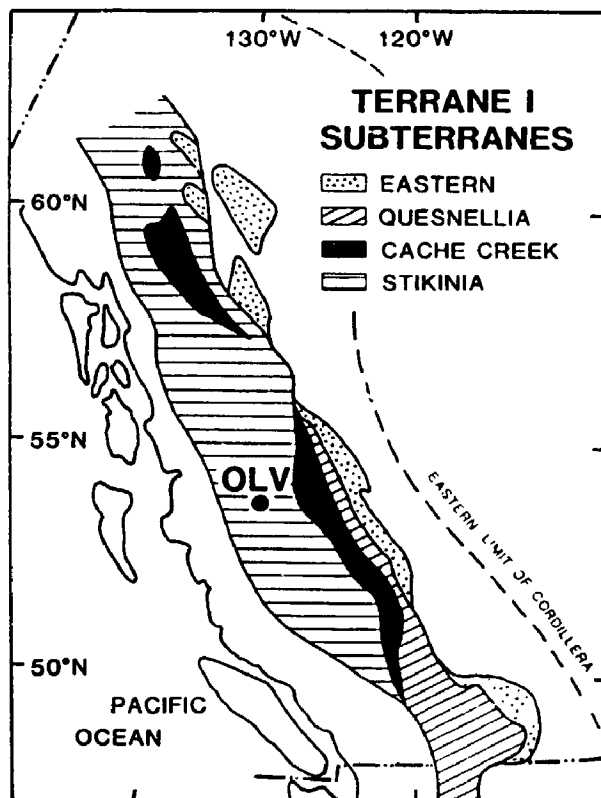 130°W 120°W
TERRANE I
SUBTERRANES
EASTERN
QUESNELLIA
CACHE CREEK
STIKINIA
60°N
55°N
OLV
EASTERN LIMIT OF CORDILLERA
50°N
PACIFIC
OCEAN